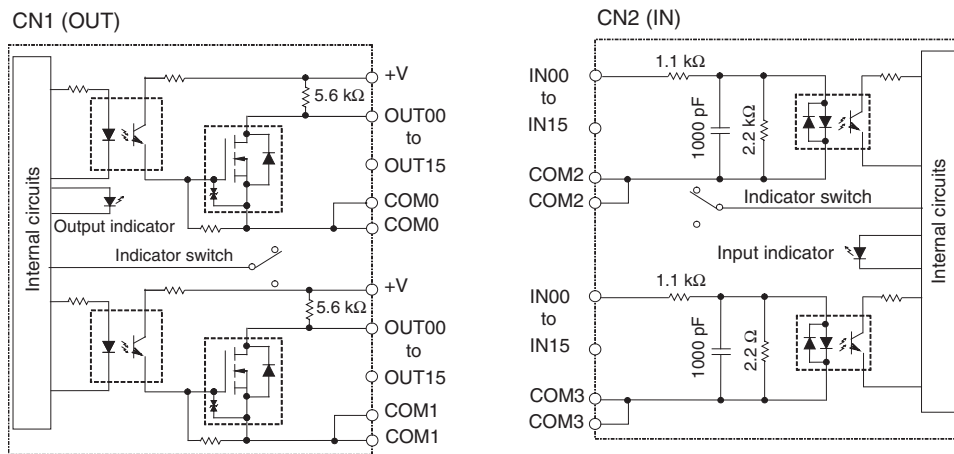 CN1 (OUT)
Internal circuits
+V
5.6 kΩ
OUT00
to
OUT15
COM0
COM0
Output indicator
Indicator switch
+V
5.6 kΩ
OUT00
to
OUT15
COM1
COM1
CN2 (IN)
IN00
to
IN15
COM2
COM2
1.1 kΩ
1000 pF
2.2 kΩ
Indicator switch
Input indicator
Internal circuits
IN00
to
IN15
COM3
COM3
1.1 kΩ
1000 pF
2.2 Ω